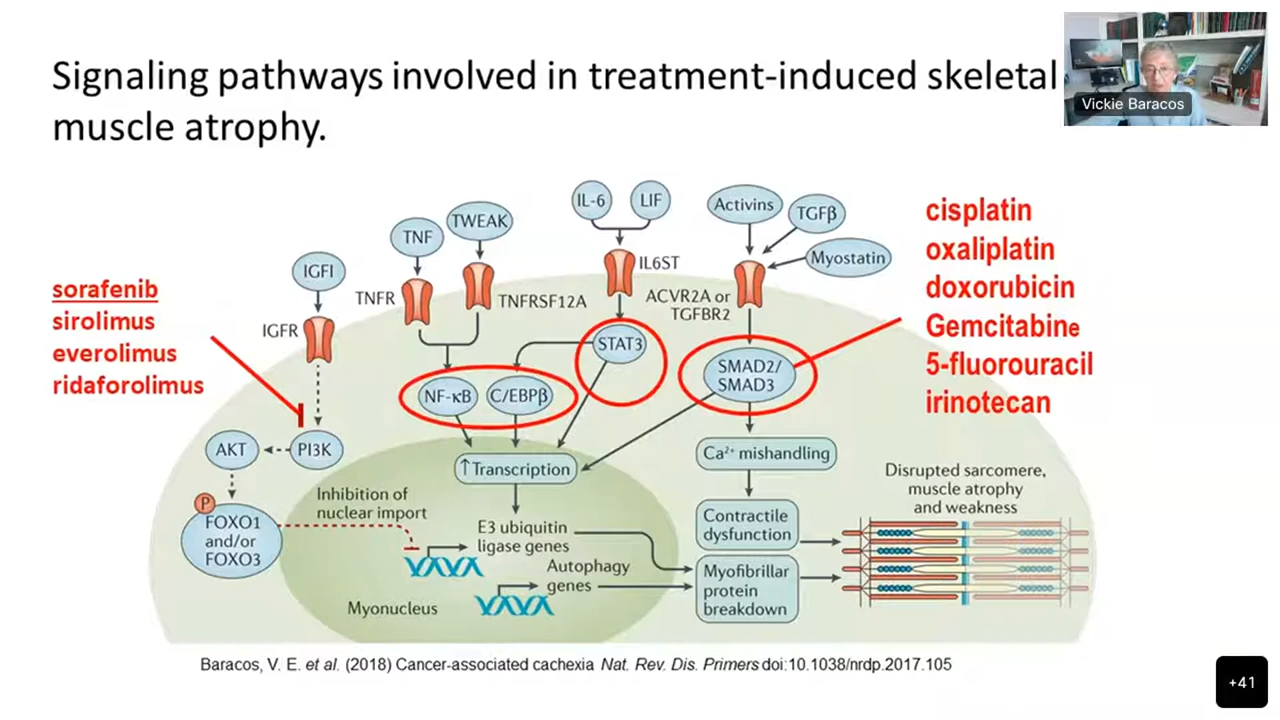 Signaling pathways involved in treatment-induced skeletal
muscle atrophy.
Vickie Baracos
sorafenib
sirolimus
everolimus
ridaforolimus
cisplatin
oxaliplatin
doxorubicin
Gemcitabine
5-fluorouracil
irinotecan
IGFI
IGFR
TNF
TWEAK
TNFR
TNFRSF12A
IL-6
LIF
IL6ST
Activins
TGFβ
Myostatin
ACVR2A or
TGFBR2
STAT3
SMAD2/
SMAD3
NF-κB
C/EBPβ
AKT
PI3K
P
FOXO1
and/or
FOXO3
Inhibition of
nuclear import
↑Transcription
E3 ubiquitin
ligase genes
Autophagy
genes
Myonucleus
Ca²⁺ mishandling
Contractile
dysfunction
Myofibrillar
protein
breakdown
Disrupted sarcomere,
muscle atrophy
and weakness
Baracos, V. E. et al. (2018) Cancer-associated cachexia Nat. Rev. Dis. Primers doi:10.1038/nrdp.2017.105
+41